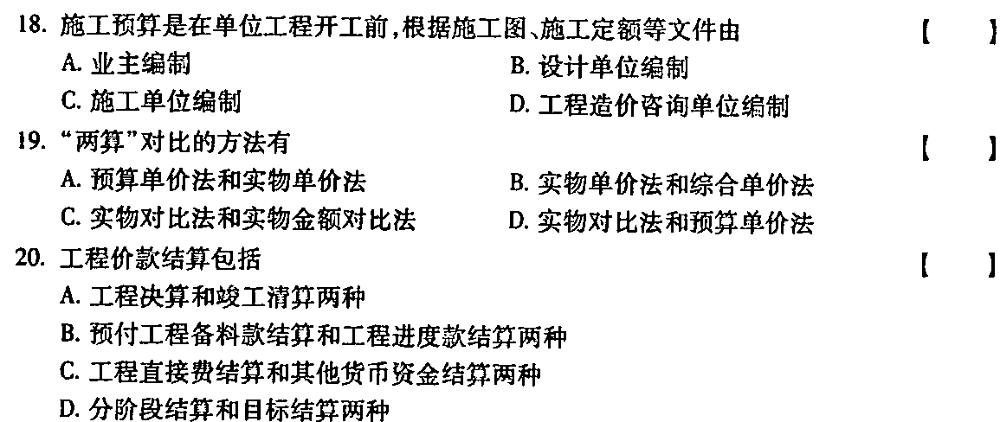 18. 施工预算是在单位工程开工前,根据施工图、施工定额等文件由 【 】
A. 业主编制 B. 设计单位编制
C. 施工单位编制 D. 工程造价咨询单位编制
19. “两算”对比的方法有 【 】
A. 预算单价法和实物单价法 B. 实物单价法和综合单价法
C. 实物对比法和实物金额对比法 D. 实物对比法和预算单价法
20. 工程价款结算包括 【 】
A. 工程决算和竣工清算两种
B. 预付工程备料款结算和工程进度款结算两种
C. 工程直接费结算和其他货币资金结算两种
D. 分阶段结算和目标结算两种